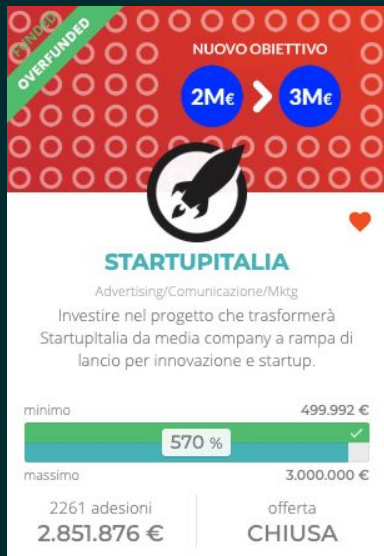 FUNDED
OVERFUNDED
NUOVO OBIETTIVO
2M€ > 3M€
STARTUPITALIA
Advertising/Comunicazione/Mktg
Investire nel progetto che trasformerà
StartupItalia da media company a rampa di
lancio per innovazione e startup.
minimo 499.992 €
570 %
massimo 3.000.000 €
2261 adesioni offerta
2.851.876 € CHIUSA